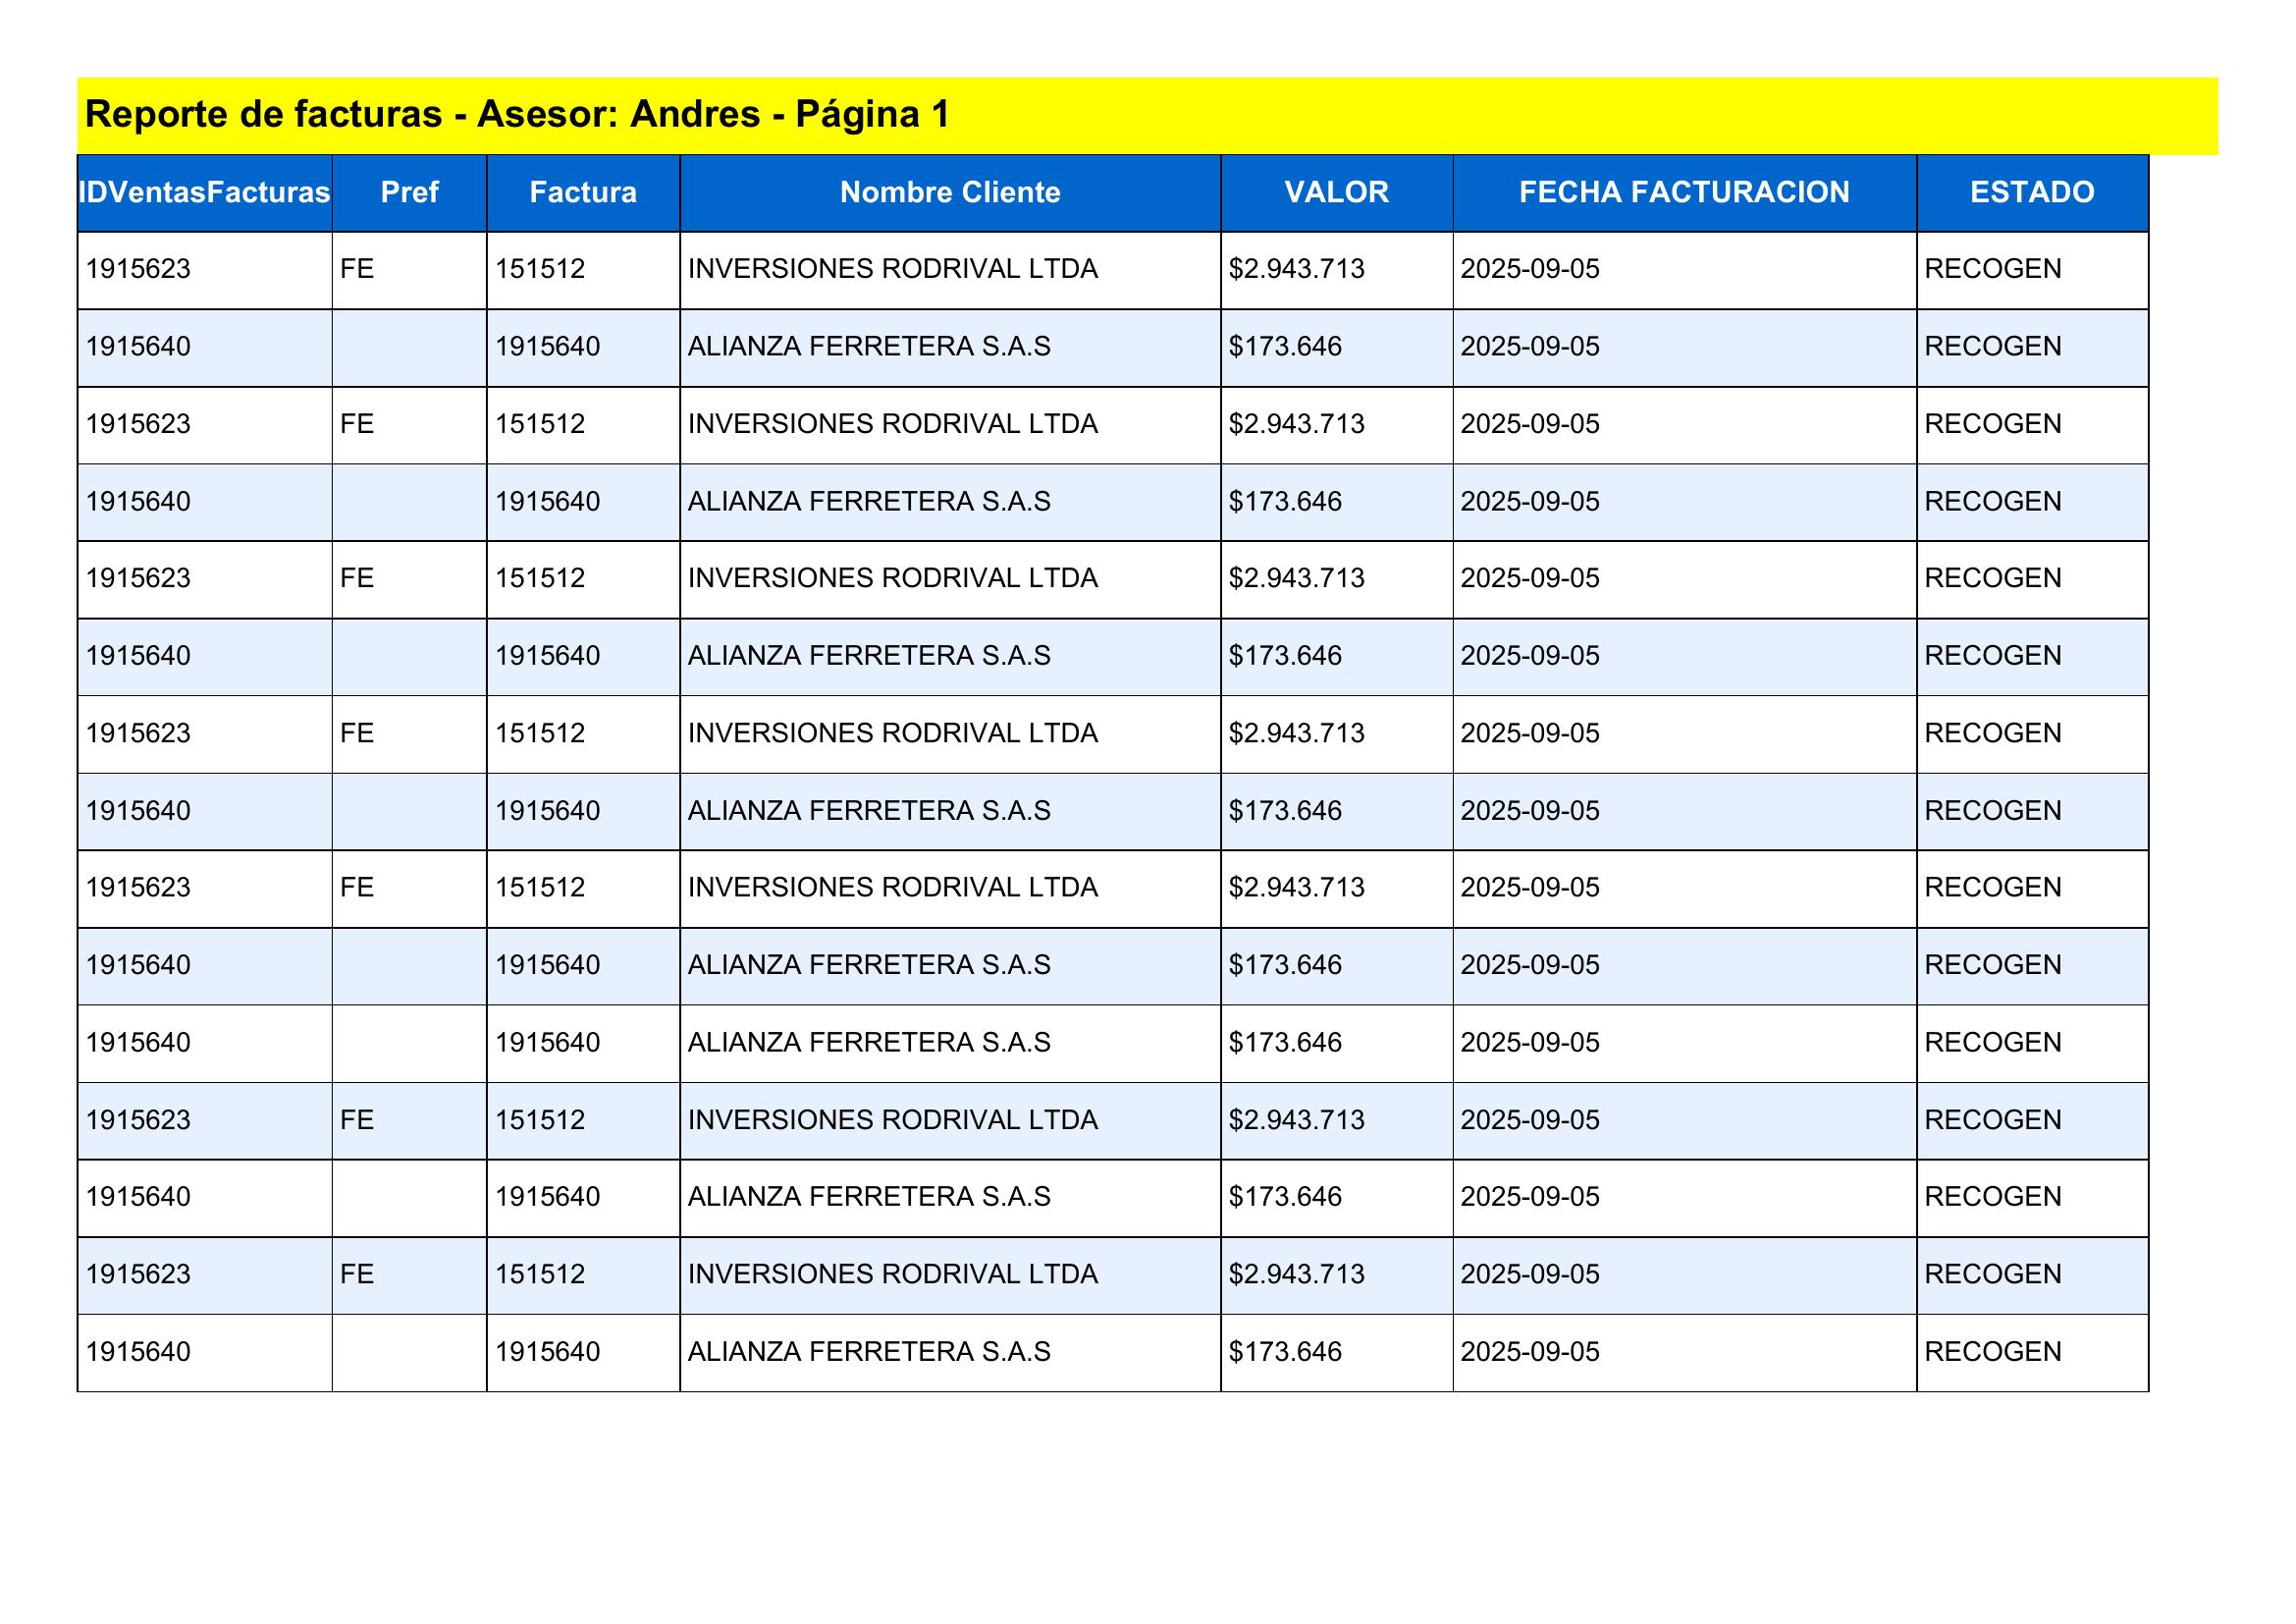 Reporte de facturas - Asesor: Andres - Página 1
IDVentasFacturas Pref Factura Nombre Cliente VALOR FECHA FACTURACION ESTADO
1915623 FE 151512 INVERSIONES RODRIVAL LTDA $2.943.713 2025-09-05 RECOGEN
1915640 1915640 ALIANZA FERRETERA S.A.S $173.646 2025-09-05 RECOGEN
1915623 FE 151512 INVERSIONES RODRIVAL LTDA $2.943.713 2025-09-05 RECOGEN
1915640 1915640 ALIANZA FERRETERA S.A.S $173.646 2025-09-05 RECOGEN
1915623 FE 151512 INVERSIONES RODRIVAL LTDA $2.943.713 2025-09-05 RECOGEN
1915640 1915640 ALIANZA FERRETERA S.A.S $173.646 2025-09-05 RECOGEN
1915623 FE 151512 INVERSIONES RODRIVAL LTDA $2.943.713 2025-09-05 RECOGEN
1915640 1915640 ALIANZA FERRETERA S.A.S $173.646 2025-09-05 RECOGEN
1915623 FE 151512 INVERSIONES RODRIVAL LTDA $2.943.713 2025-09-05 RECOGEN
1915640 1915640 ALIANZA FERRETERA S.A.S $173.646 2025-09-05 RECOGEN
1915640 1915640 ALIANZA FERRETERA S.A.S $173.646 2025-09-05 RECOGEN
1915623 FE 151512 INVERSIONES RODRIVAL LTDA $2.943.713 2025-09-05 RECOGEN
1915640 1915640 ALIANZA FERRETERA S.A.S $173.646 2025-09-05 RECOGEN
1915623 FE 151512 INVERSIONES RODRIVAL LTDA $2.943.713 2025-09-05 RECOGEN
1915640 1915640 ALIANZA FERRETERA S.A.S $173.646 2025-09-05 RECOGEN